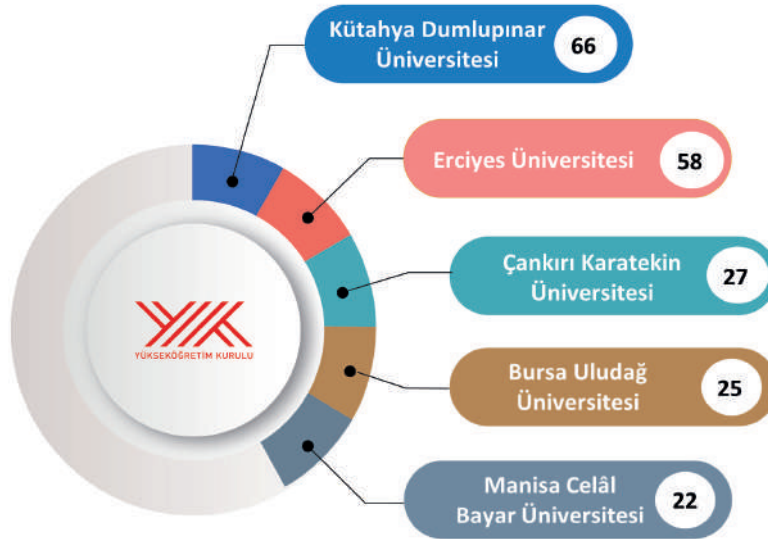 Kütahya Dumlupınar
Üniversitesi
66
Erciyes Üniversitesi
58
Çankırı Karatekin
Üniversitesi
27
Bursa Uludağ
Üniversitesi
25
Manisa Celâl
Bayar Üniversitesi
22
YÜKSEKÖĞRETİM KURULU